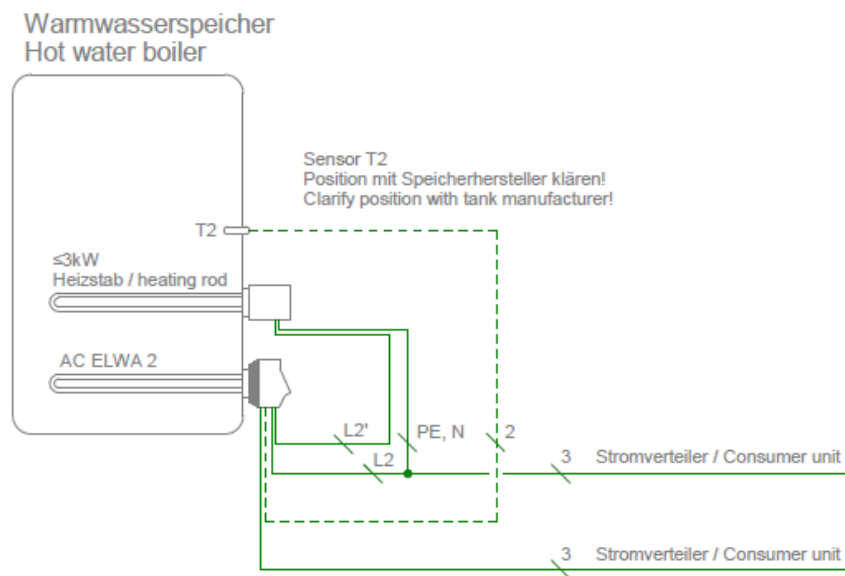 Warmwasserspeicher
Hot water boiler
Sensor T2
Position mit Speicherhersteller klären!
Clarify position with tank manufacturer!
T2
≤3kW
Heizstab / heating rod
AC ELWA 2
L2'
PE, N
2
L2
3 Stromverteiler / Consumer unit
3 Stromverteiler / Consumer unit